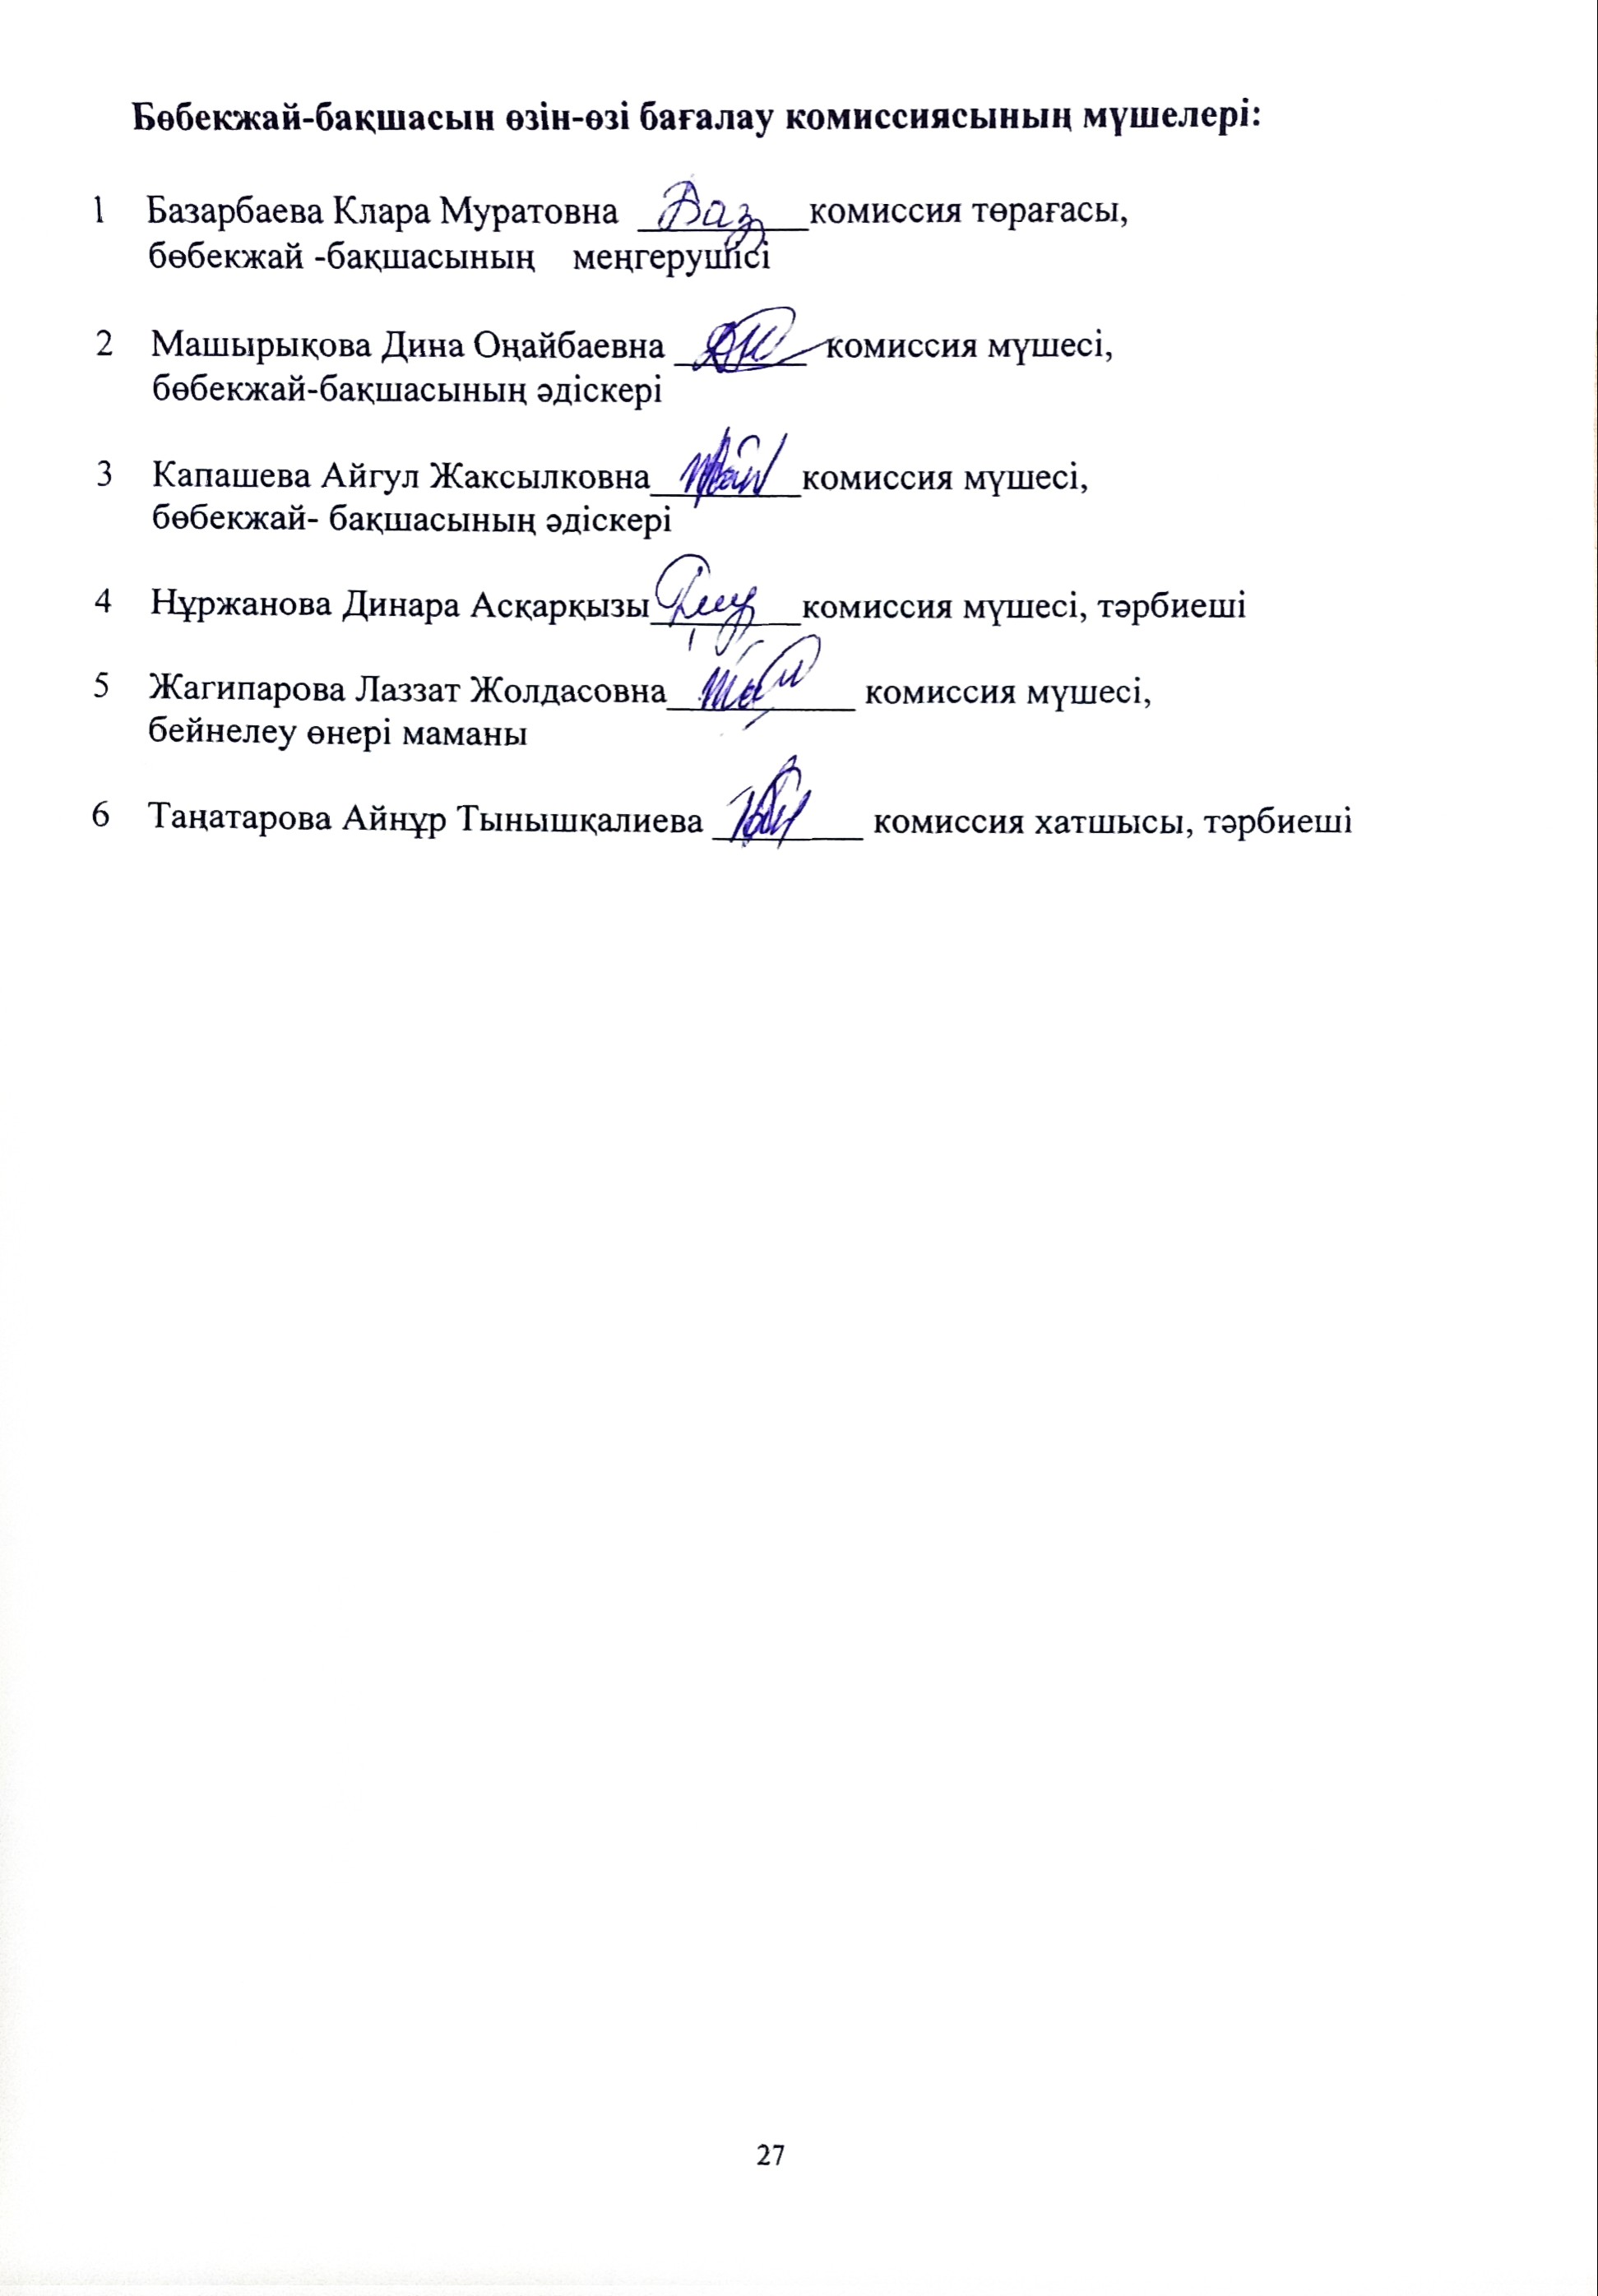 Бөбекжай-бақшасын өзін-өзі бағалау комиссиясының мүшелері:
1 Базарбаева Клара Муратовна Баз комиссия төрағасы,
бөбекжай -бақшасының меңгерушісі
2 Машырықова Дина Оңайбаевна комиссия мүшесі,
бөбекжай-бақшасының әдіскері
3 Капашева Айгул Жаксылковна комиссия мүшесі,
бөбекжай- бақшасының әдіскері
4 Нұржанова Динара Асқарқызы комиссия мүшесі, тәрбиеші
5 Жагипарова Лаззат Жолдасовна комиссия мүшесі,
бейнелеу өнері маманы
6 Таңатарова Айнұр Тынышқалиева комиссия хатшысы, тәрбиеші
27